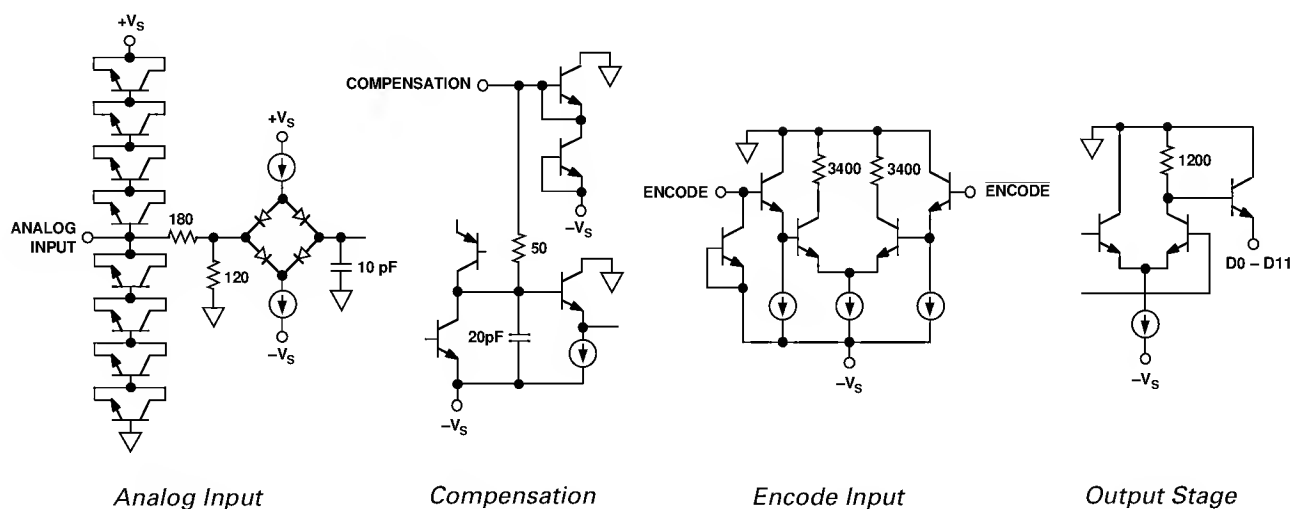 +VS
ANALOG
INPUT
180
120
+VS
−VS
10 pF
Analog Input
COMPENSATION
−VS
50
20pF
−VS
Compensation
ENCODE
3400
3400
ENCODE
−VS
Encode Input
1200
D0 – D11
−VS
Output Stage